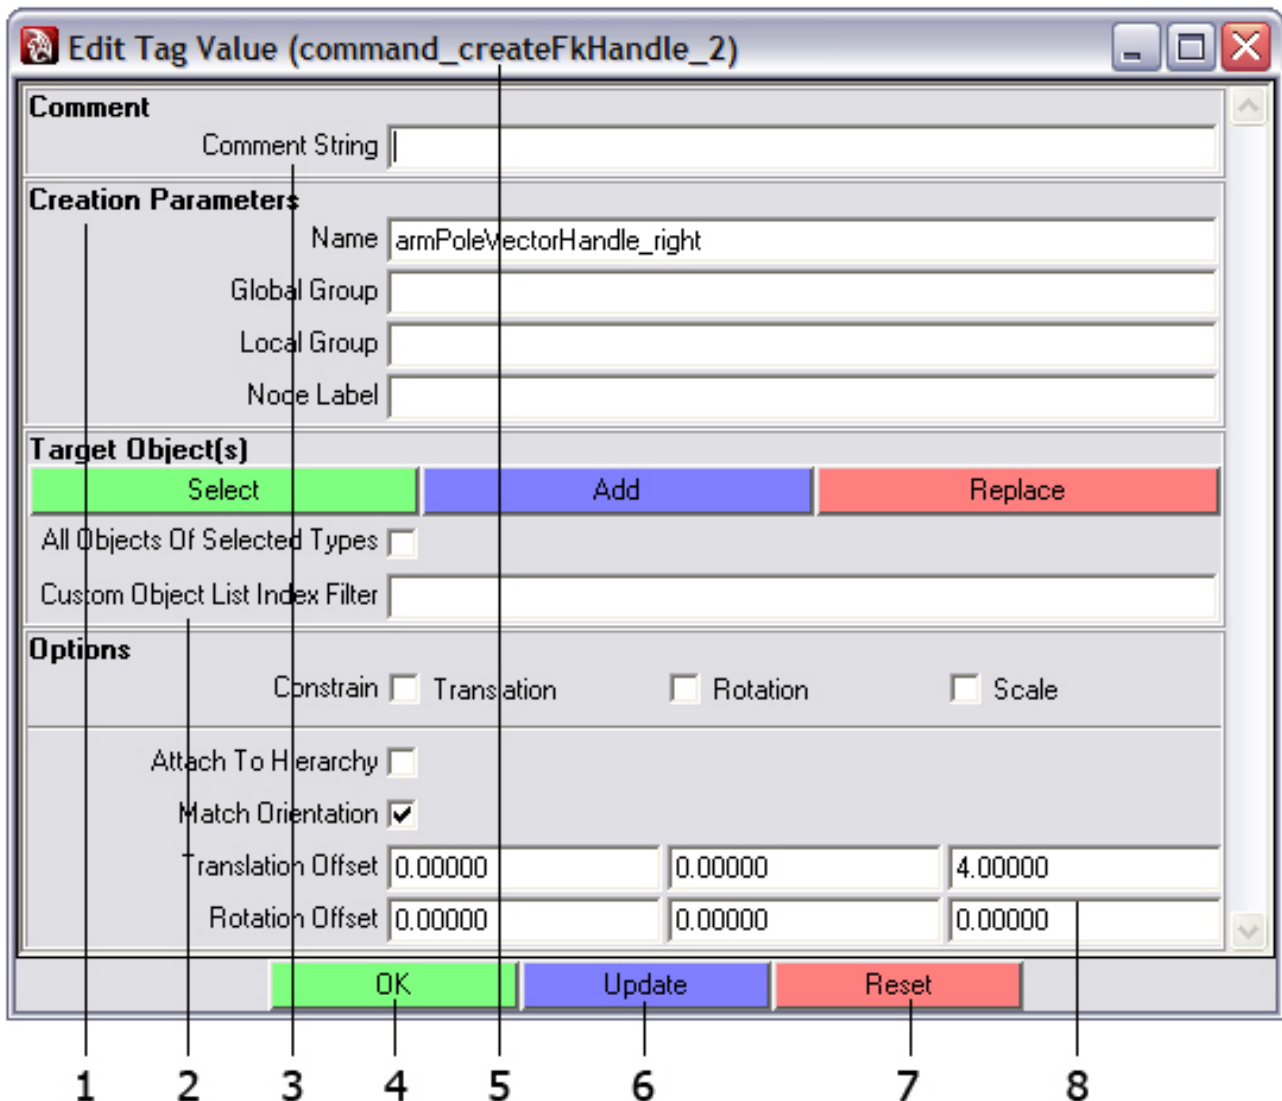 Edit Tag Value (command_createFkHandle_2)
Comment
Comment String
Creation Parameters
Name armPoleVectorHandle_right
Global Group
Local Group
Node Label
Target Object(s)
Select Add Replace
All Objects Of Selected Types
Custom Object List Index Filter
Options
Constrain Translation Rotation Scale
Attach To Hierarchy
Match Orientation
Translation Offset 0.00000 0.00000 4.00000
Rotation Offset 0.00000 0.00000 0.00000
OK Update Reset
1 2 3 4 5 6 7 8